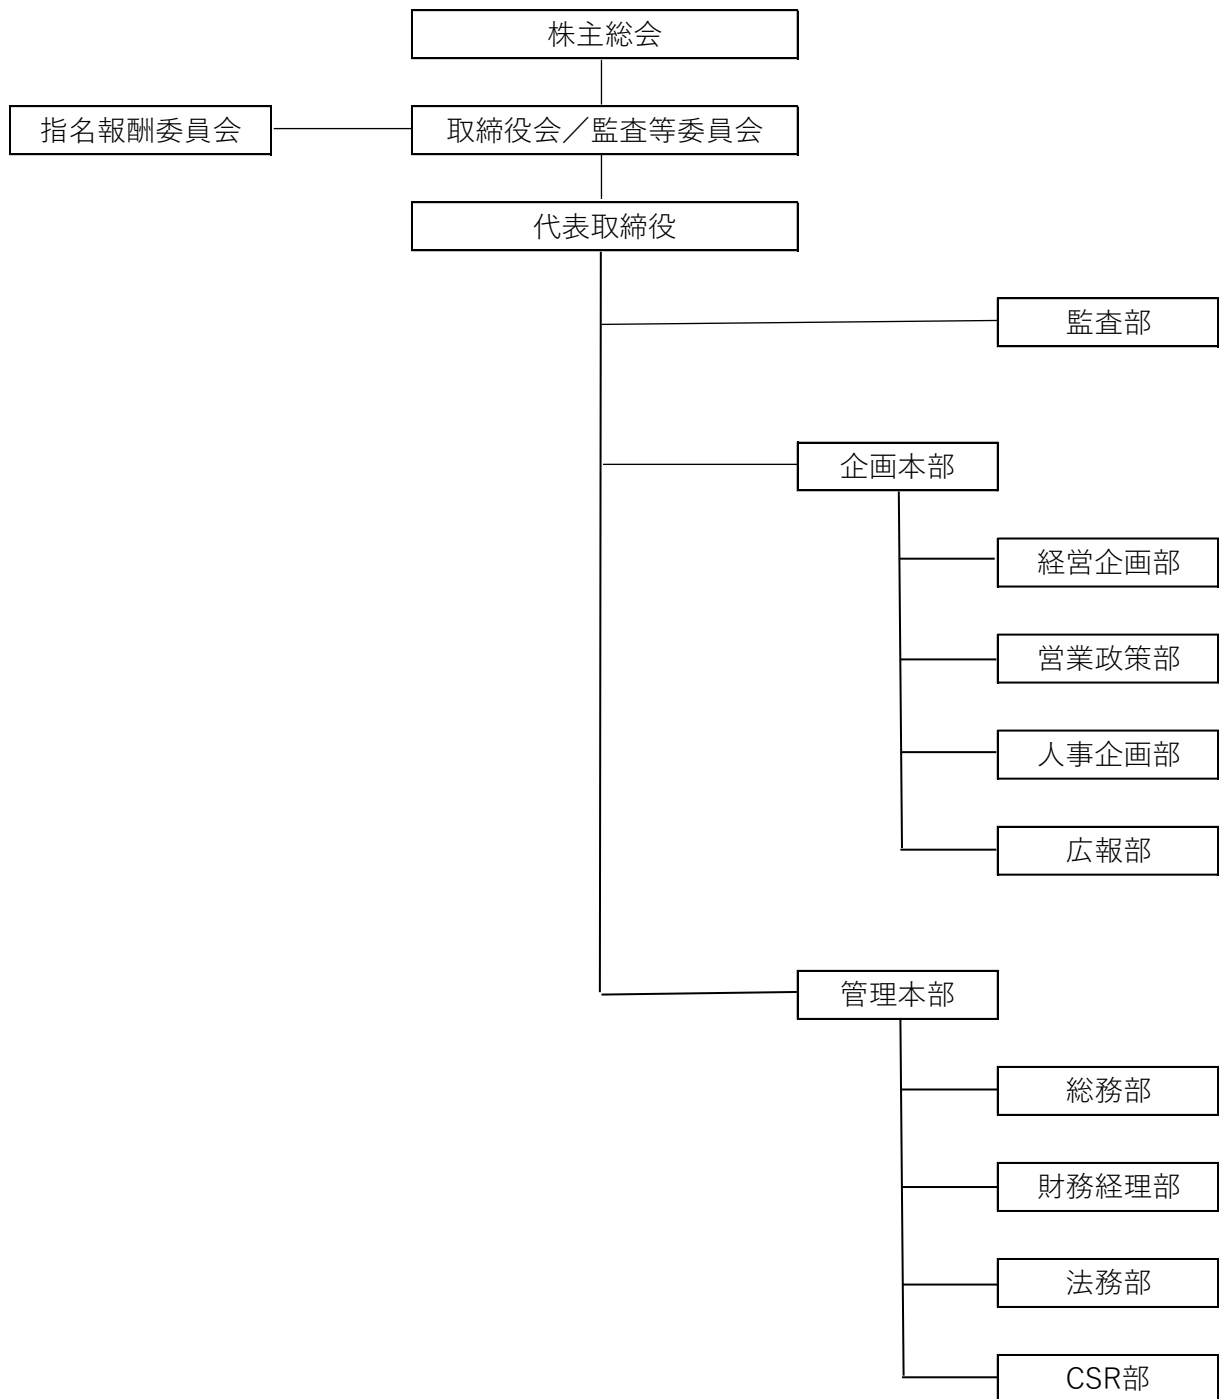 株主総会
指名報酬委員会
取締役会／監査等委員会
代表取締役
監査部
企画本部
経営企画部
営業政策部
人事企画部
広報部
管理本部
総務部
財務経理部
法務部
CSR部